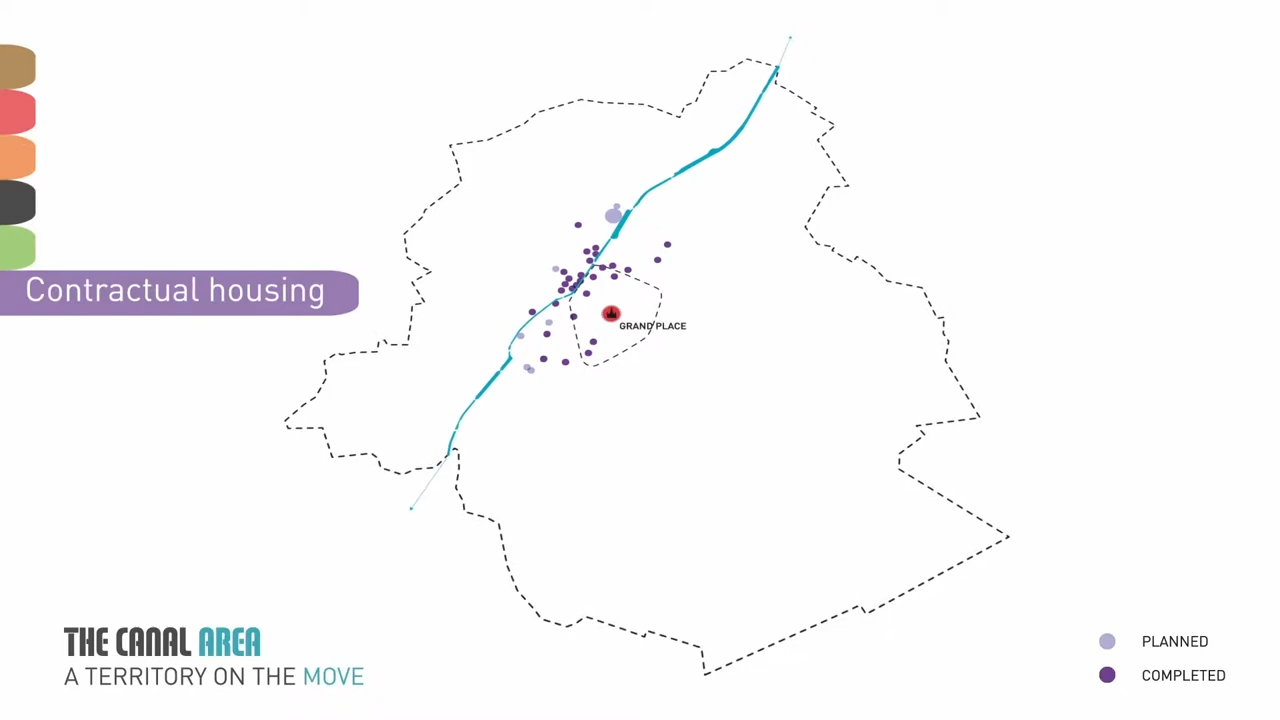 Contractual housing
GRAND PLACE
THE CANAL AREA
A TERRITORY ON THE MOVE
PLANNED
COMPLETED